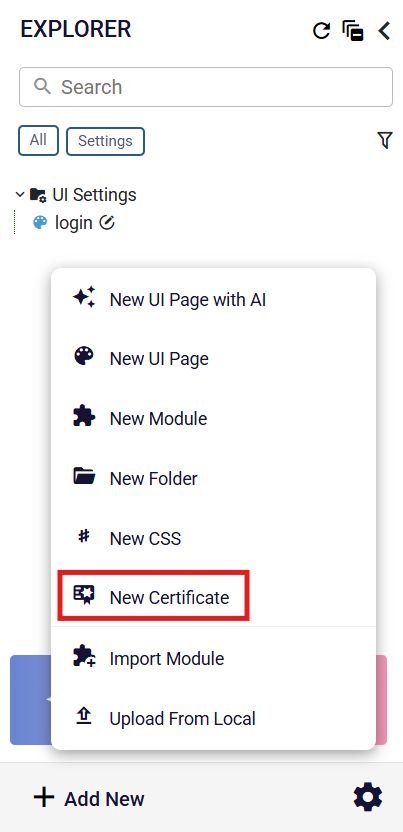 EXPLORER
Search
All Settings
UI Settings
login
New UI Page with AI
New UI Page
New Module
New Folder
# New CSS
New Certificate
Import Module
Upload From Local
+ Add New